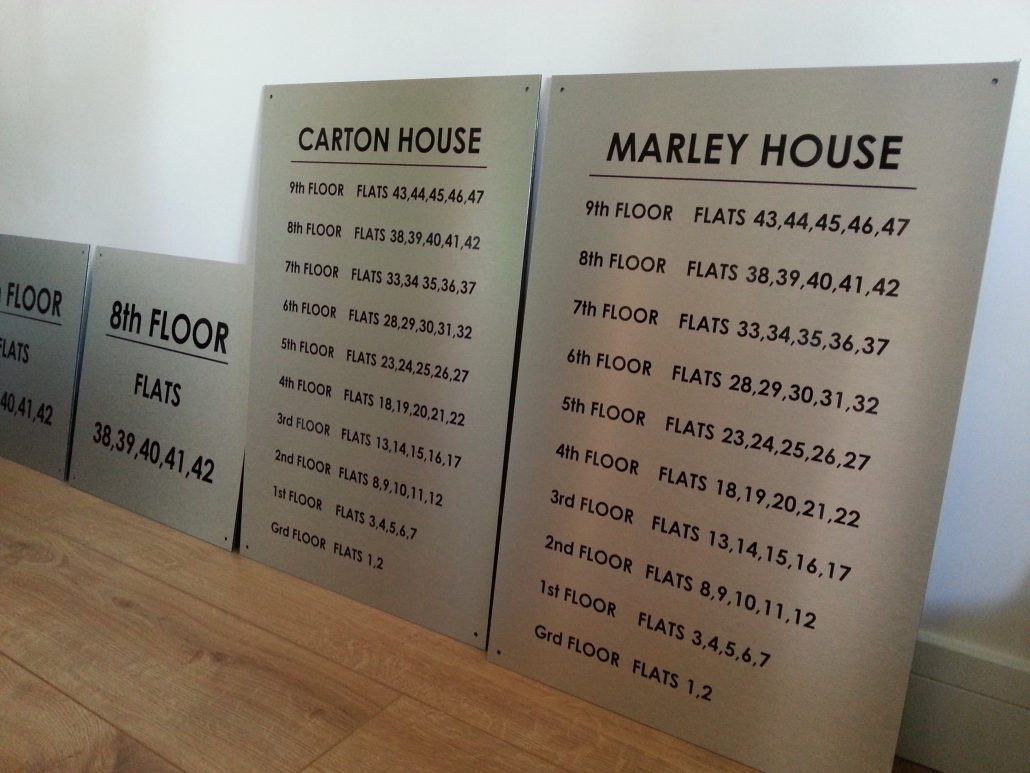 FLOOR
FLATS
40,41,42
8th FLOOR
FLATS
38,39,40,41,42
CARTON HOUSE
9th FLOOR FLATS 43,44,45,46,47
8th FLOOR FLATS 38,39,40,41,42
7th FLOOR FLATS 33,34 35,36,37
6th FLOOR FLATS 28,29,30,31,32
5th FLOOR FLATS 23,24,25,26,27
4th FLOOR FLATS 18,19,20,21,22
3rd FLOOR FLATS 13,14,15,16,17
2nd FLOOR FLATS 8,9,10,11,12
1st FLOOR FLATS 3,4,5,6,7
Grd FLOOR FLATS 1,2
MARLEY HOUSE
9th FLOOR FLATS 43,44,45,46,47
8th FLOOR FLATS 38,39,40,41,42
7th FLOOR FLATS 33,34,35,36,37
6th FLOOR FLATS 28,29,30,31,32
5th FLOOR FLATS 23,24,25,26,27
4th FLOOR FLATS 18,19,20,21,22
3rd FLOOR FLATS 13,14,15,16,17
2nd FLOOR FLATS 8,9,10,11,12
1st FLOOR FLATS 3,4,5,6,7
Grd FLOOR FLATS 1,2